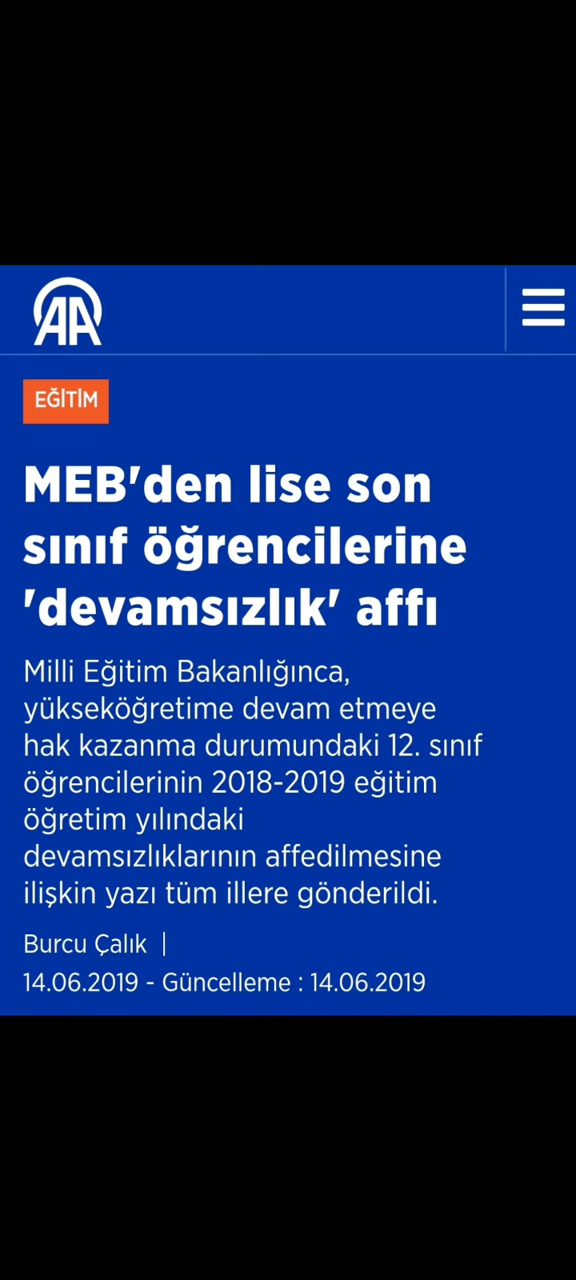 AA
EĞİTİM
MEB'den lise son
sınıf öğrencilerine
'devamsızlık' affı
Milli Eğitim Bakanlığınca,
yükseköğretime devam etmeye
hak kazanma durumundaki 12. sınıf
öğrencilerinin 2018-2019 eğitim
öğretim yılındaki
devamsızlıklarının affedilmesine
ilişkin yazı tüm illere gönderildi.
Burcu Çalık |
14.06.2019 - Güncelleme : 14.06.2019